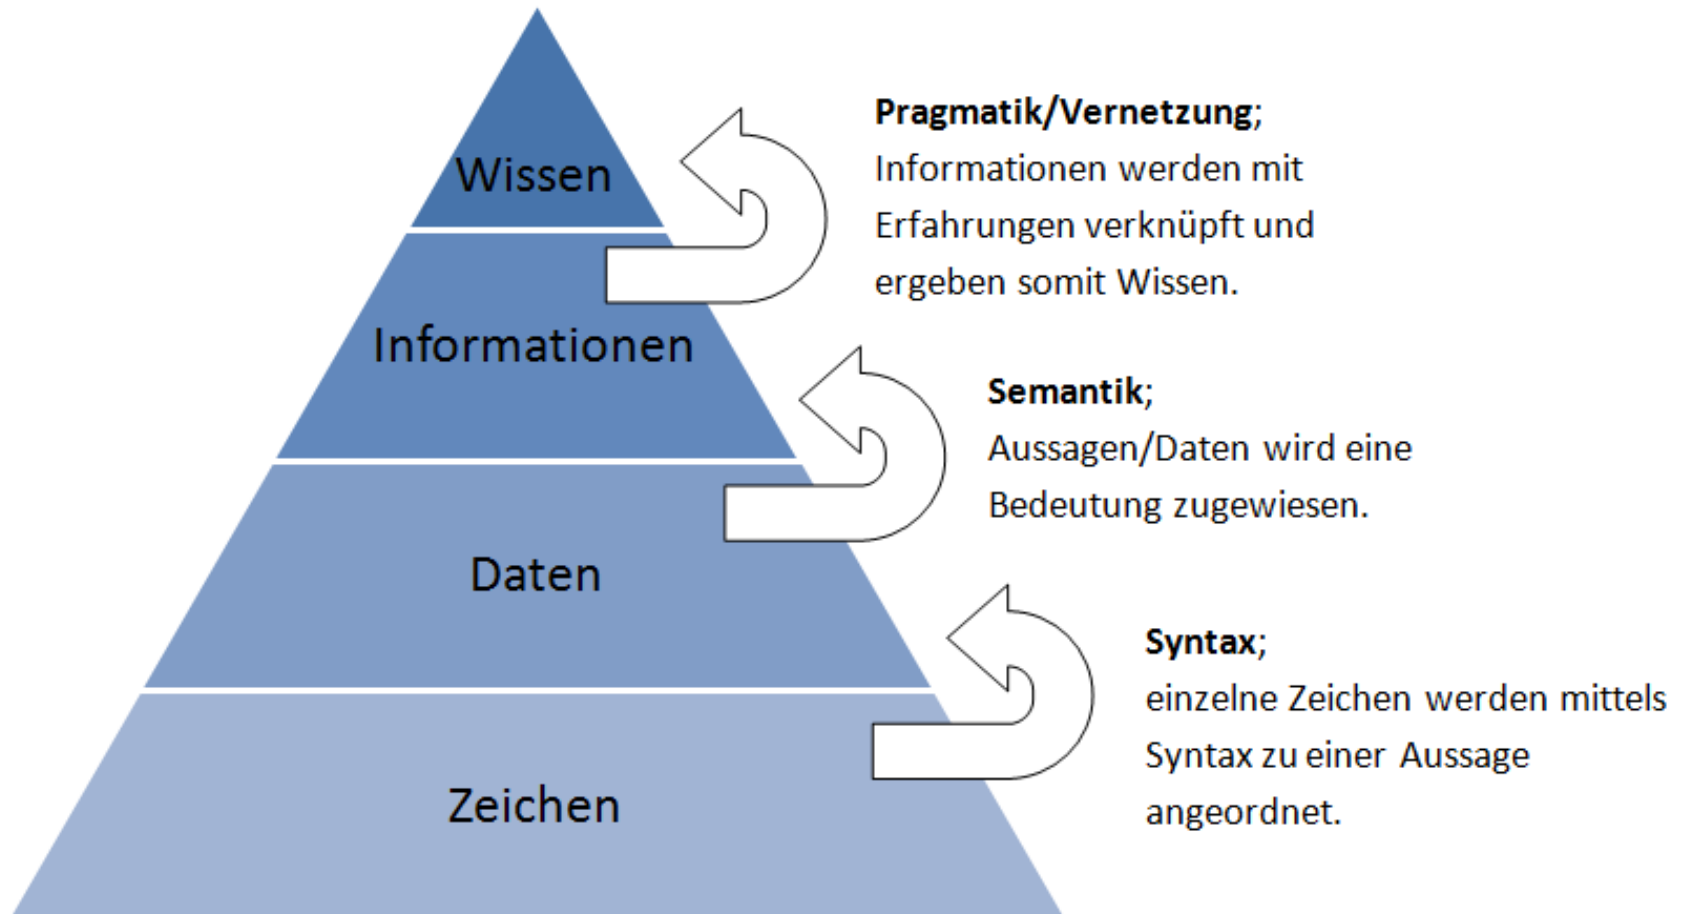 Wissen
Pragmatik/Vernetzung;
Informationen werden mit
Erfahrungen verknüpft und
ergeben somit Wissen.
Informationen
Semantik;
Aussagen/Daten wird eine
Bedeutung zugewiesen.
Daten
Syntax;
einzelne Zeichen werden mittels
Syntax zu einer Aussage
angeordnet.
Zeichen